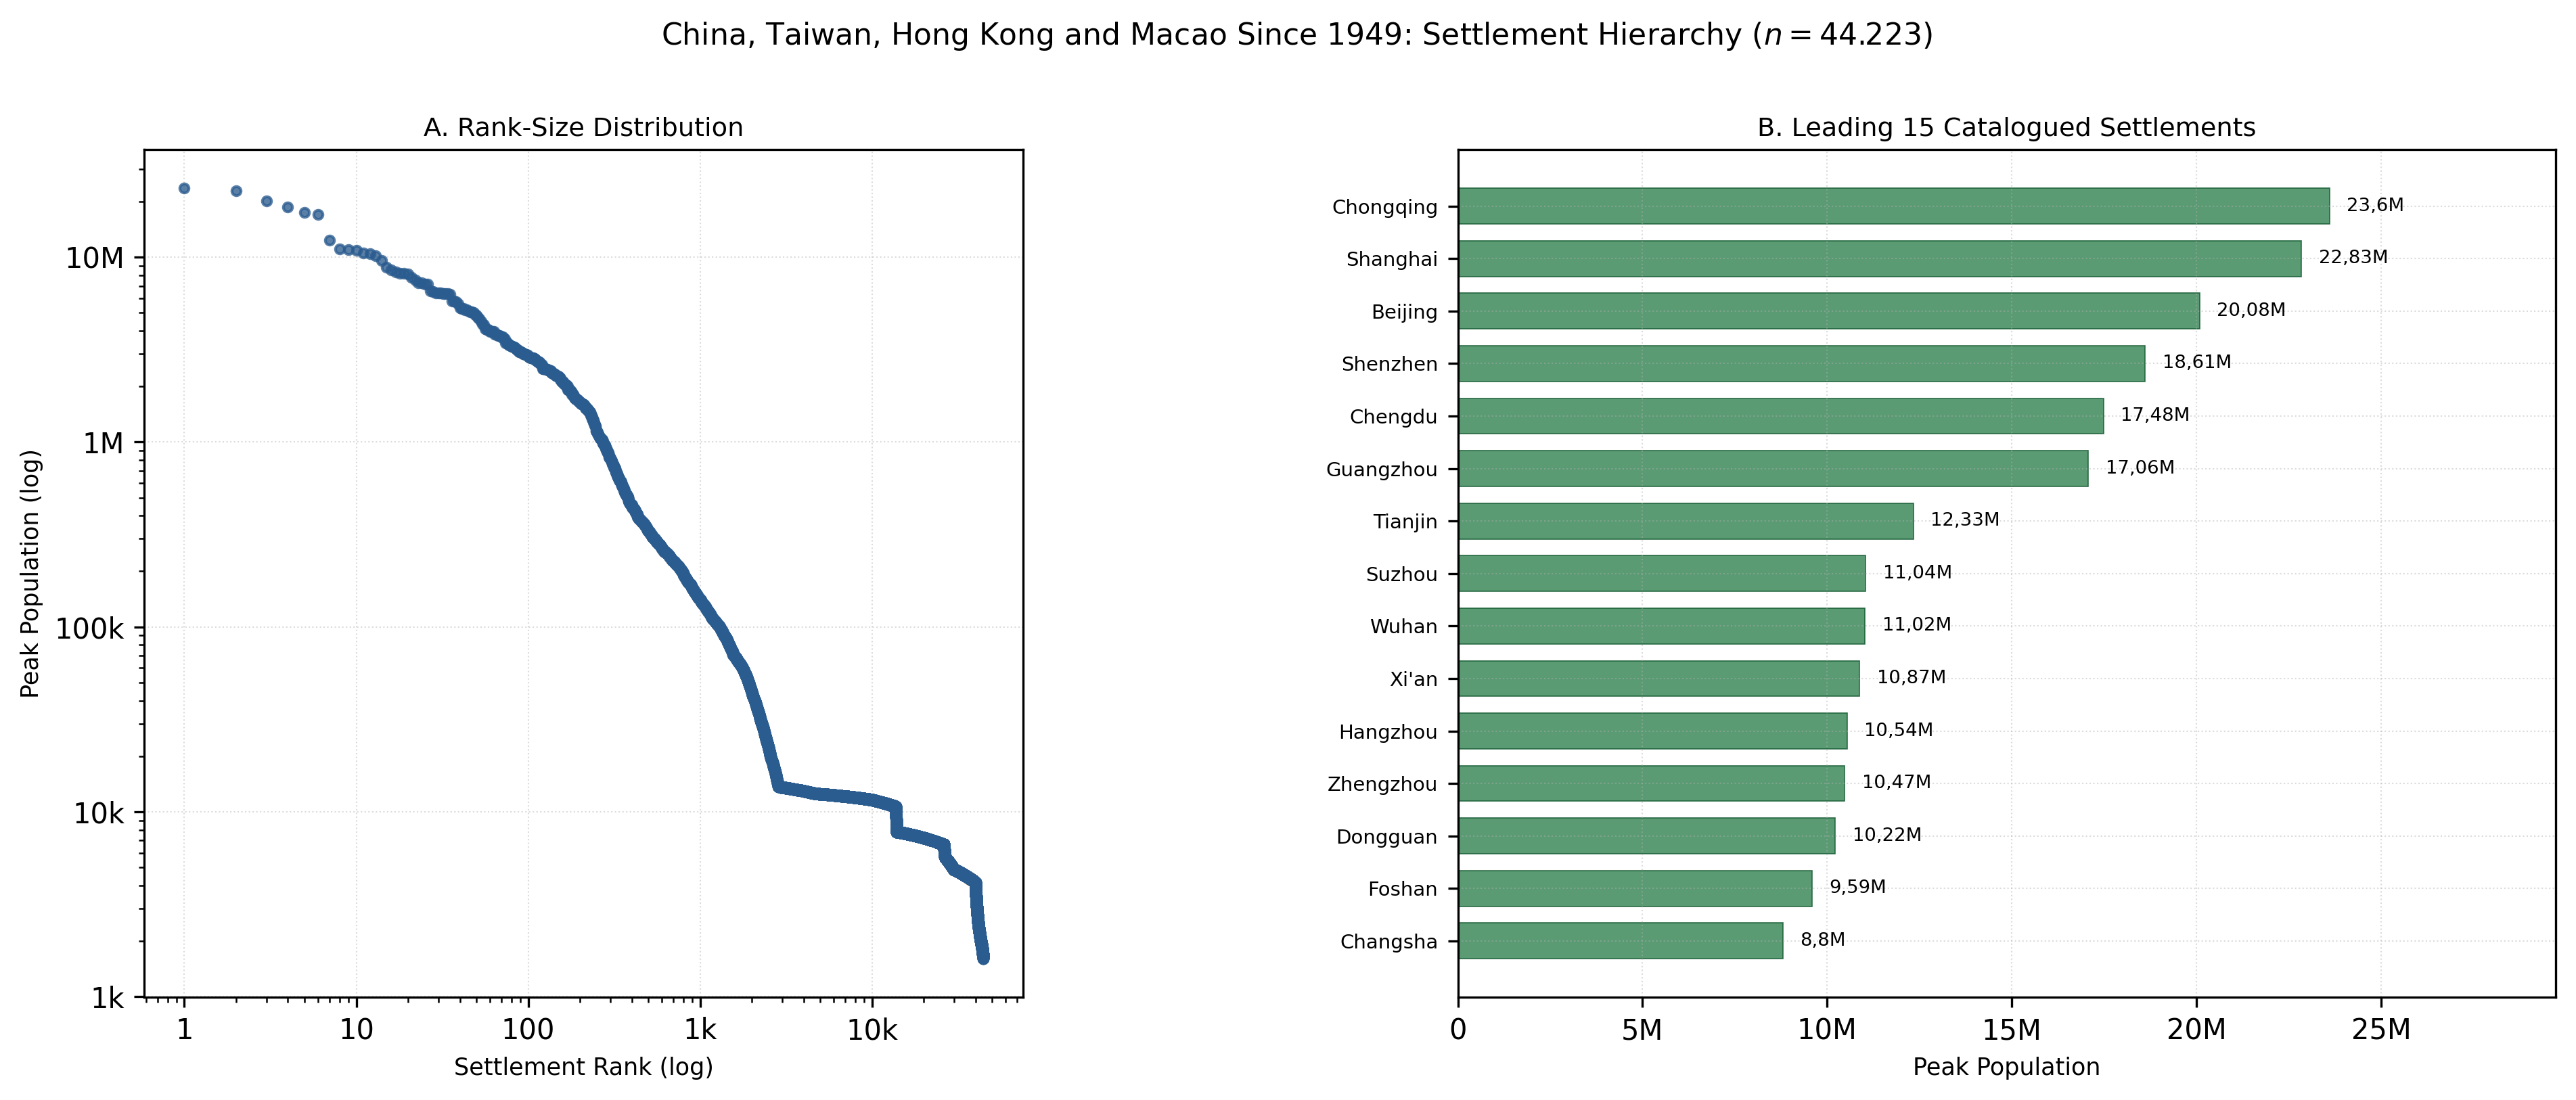 China, Taiwan, Hong Kong and Macao Since 1949: Settlement Hierarchy (n = 44.223)
A. Rank-Size Distribution
Peak Population (log)
10M
1M
100k
10k
1k
1
10
100
1k
10k
Settlement Rank (log)
B. Leading 15 Catalogued Settlements
Chongqing
23,6M
Shanghai
22,83M
Beijing
20,08M
Shenzhen
18,61M
Chengdu
17,48M
Guangzhou
17,06M
Tianjin
12,33M
Suzhou
11,04M
Wuhan
11,02M
Xi'an
10,87M
Hangzhou
10,54M
Zhengzhou
10,47M
Dongguan
10,22M
Foshan
9,59M
Changsha
8,8M
0
5M
10M
15M
20M
25M
Peak Population